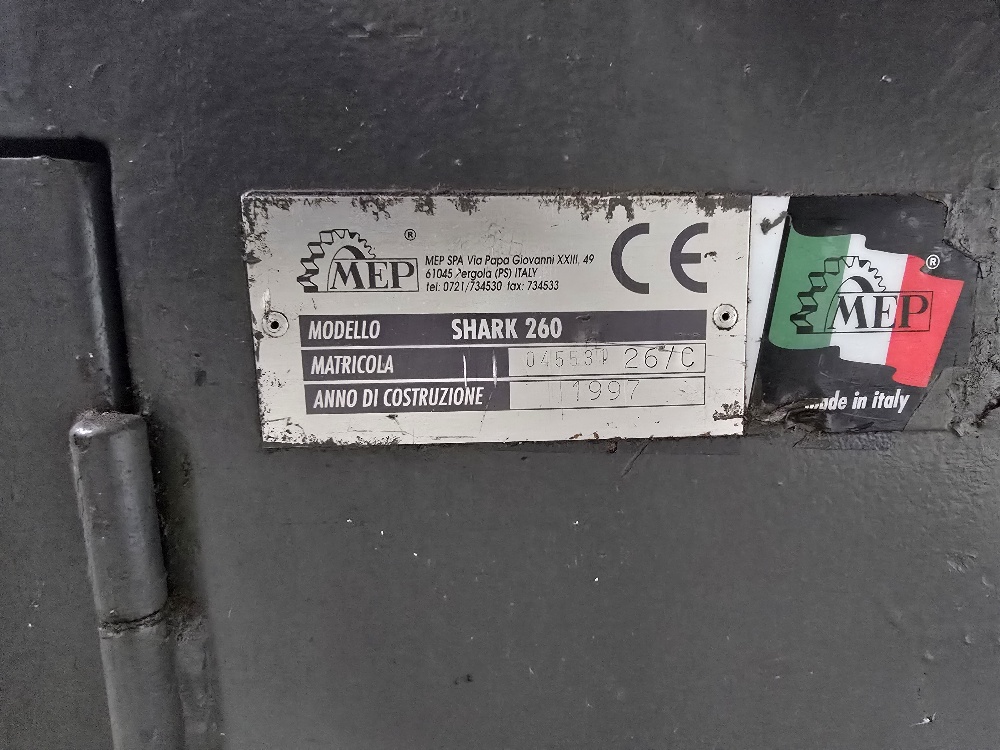 MEP ®
MEP SPA Via Papa Giovanni XXIII, 49
61045 Pergola (PS) ITALY
tel: 0721/734530 fax: 734533
CE
MODELLO SHARK 260
MATRICOLA 267C
ANNO DI COSTRUZIONE 1997
MEP ®
made in italy